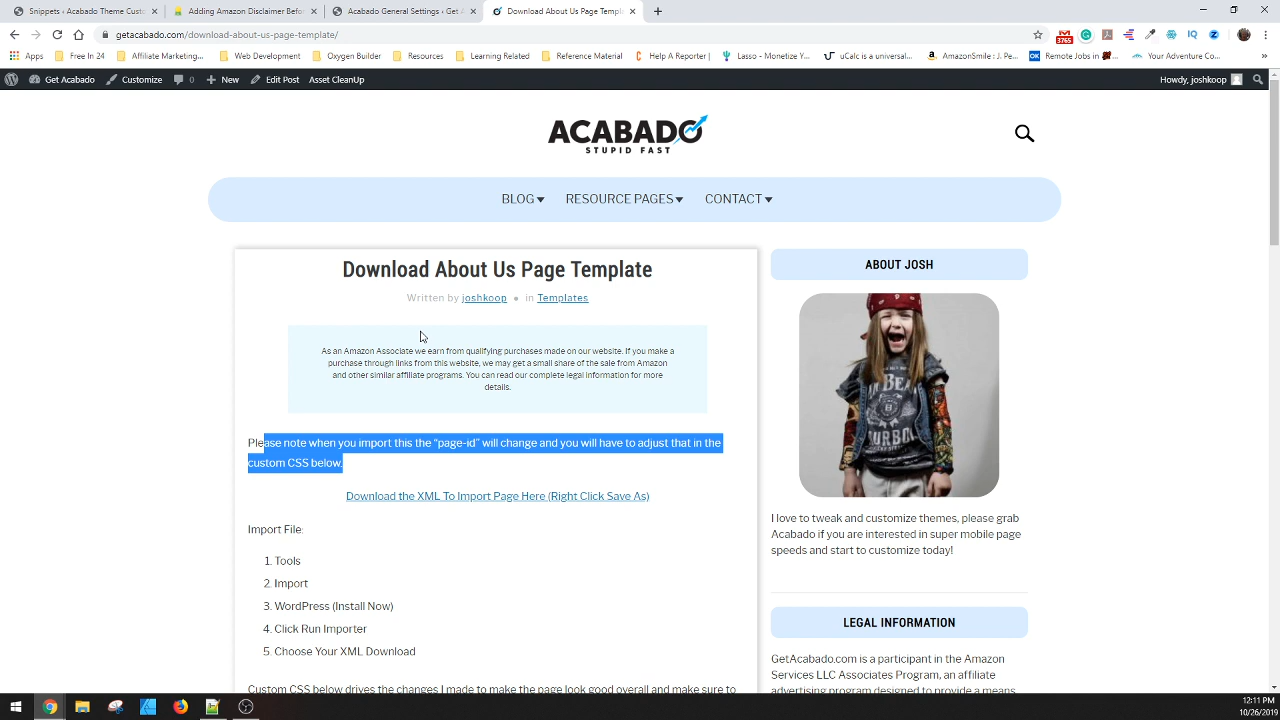 Snippets ‹ Acabado Theme Cust
Adding Amazon Disclaimer Befo
Acabado General Settings ‹ Get A
Download About Us Page Templ
getacabado.com/download-about-us-page-template/
3765
Apps
Free In 24
Affiliate Marketing...
Web Development
Oxygen Builder
Resources
Learning Related
Reference Material
Help A Reporter |
Lasso - Monetize Y...
uCalc is a universal...
AmazonSmile : J. Pe...
Remote Jobs in
Your Adventure Co...
Get Acabado
Customize
0
New
Edit Post
Asset CleanUp
Howdy, joshkoop
ACABADO
STUPID FAST
BLOG
RESOURCE PAGES
CONTACT
Download About Us Page Template
Written by joshkoop • in Templates
As an Amazon Associate we earn from qualifying purchases made on our website. If you make a
purchase through links from this website, we may get a small share of the sale from Amazon
and other similar affiliate programs. You can read our complete legal information for more
details.
Please note when you import this the “page-id” will change and you will have to adjust that in the
custom CSS below.
Download the XML To Import Page Here (Right Click Save As)
Import File:
1. Tools
2. Import
3. WordPress (Install Now)
4. Click Run Importer
5. Choose Your XML Download
Custom CSS below drives the changes I made to make the page look good overall and make sure to
ABOUT JOSH
I love to tweak and customize themes, please grab
Acabado if you are interested in super mobile page
speeds and start to customize today!
LEGAL INFORMATION
GetAcabado.com is a participant in the Amazon
Services LLC Associates Program, an affiliate
advertising program designed to provide a means
12:11 PM
10/26/2019